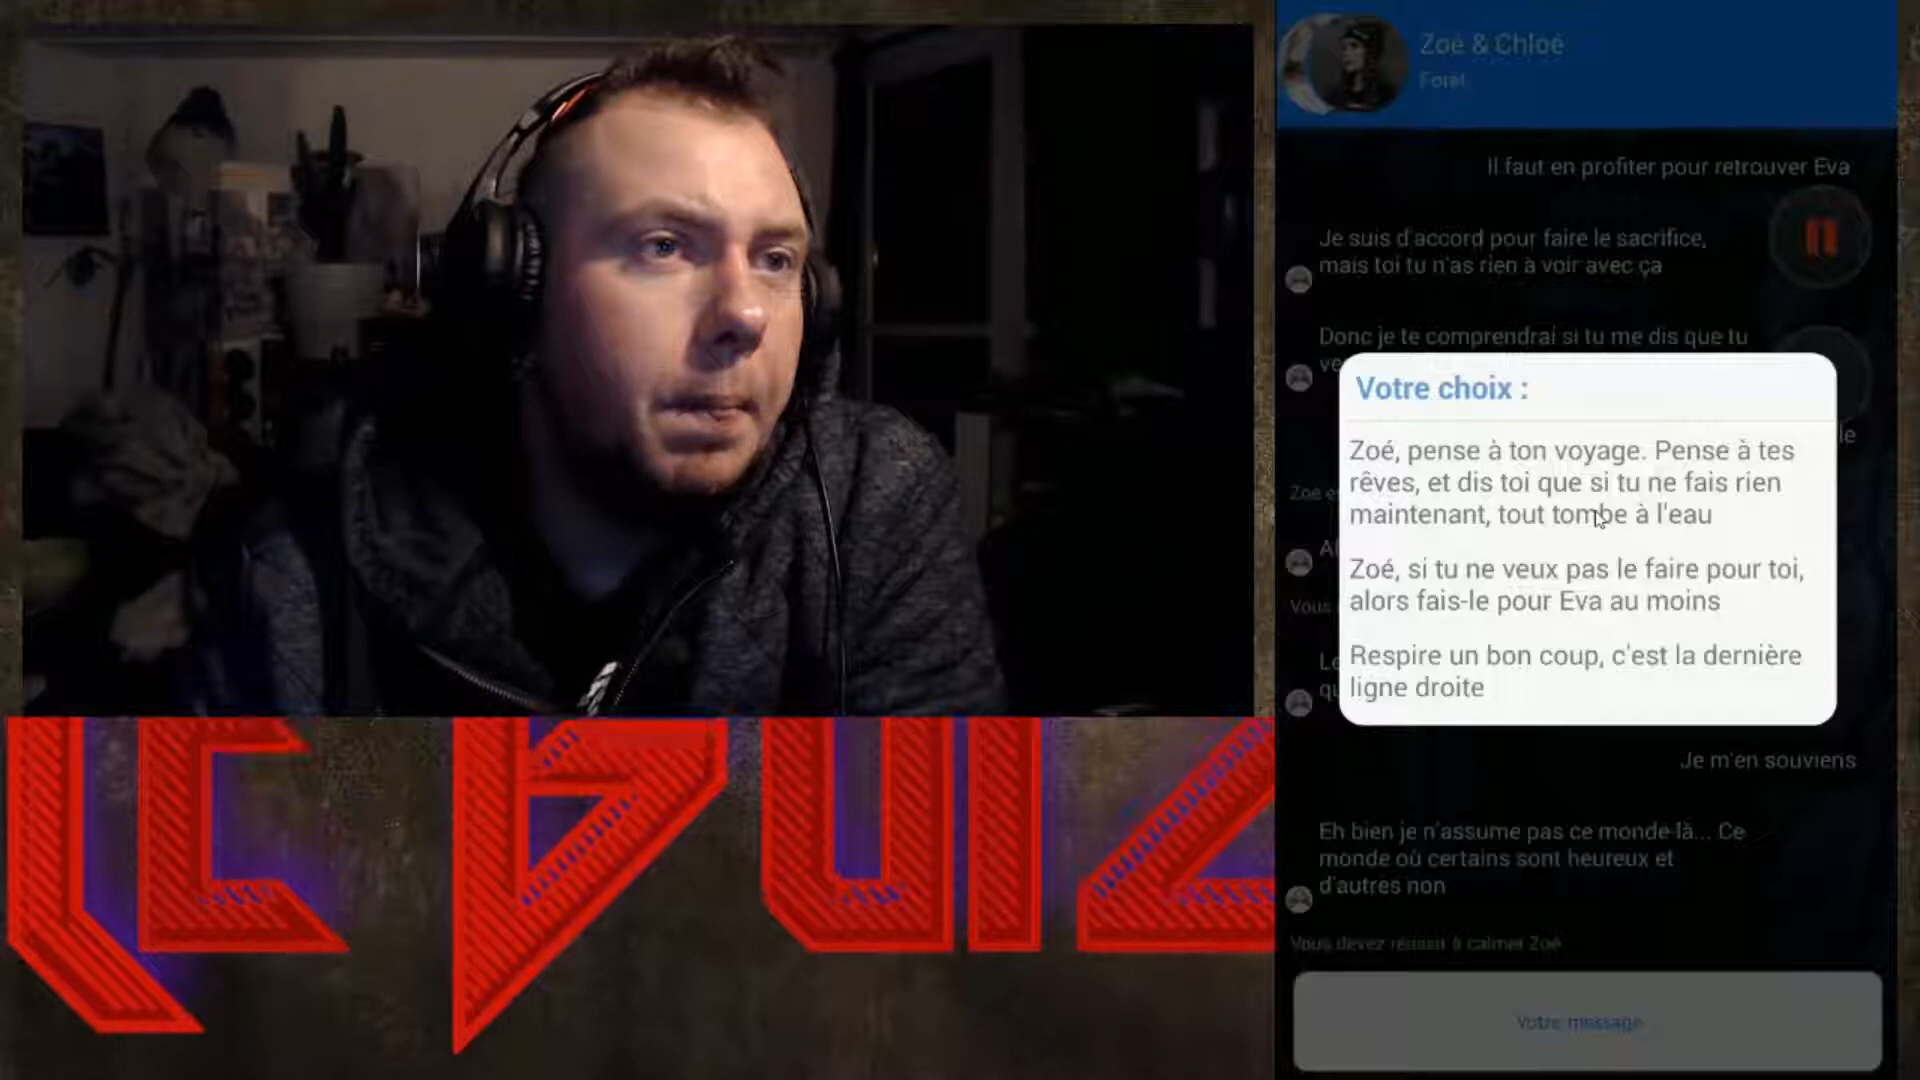 LE BUIZ
Zoé & Chloé
Forêt
Il faut en profiter pour retrouver Eva
Je suis d'accord pour faire le sacrifice,
mais toi tu n'as rien à voir avec ça
Donc je te comprendrai si tu me dis que tu
le
Votre choix :
Zoé, pense à ton voyage. Pense à tes
rêves, et dis toi que si tu ne fais rien
maintenant, tout tombe à l'eau
Zoé, si tu ne veux pas le faire pour toi,
alors fais-le pour Eva au moins
Respire un bon coup, c'est la dernière
ligne droite
Zoé
Vous
Je m'en souviens
Eh bien je n'assume pas ce monde là... Ce
monde où certains sont heureux et
d'autres non
Vous devez réussir à calmer Zoé.
Votre message